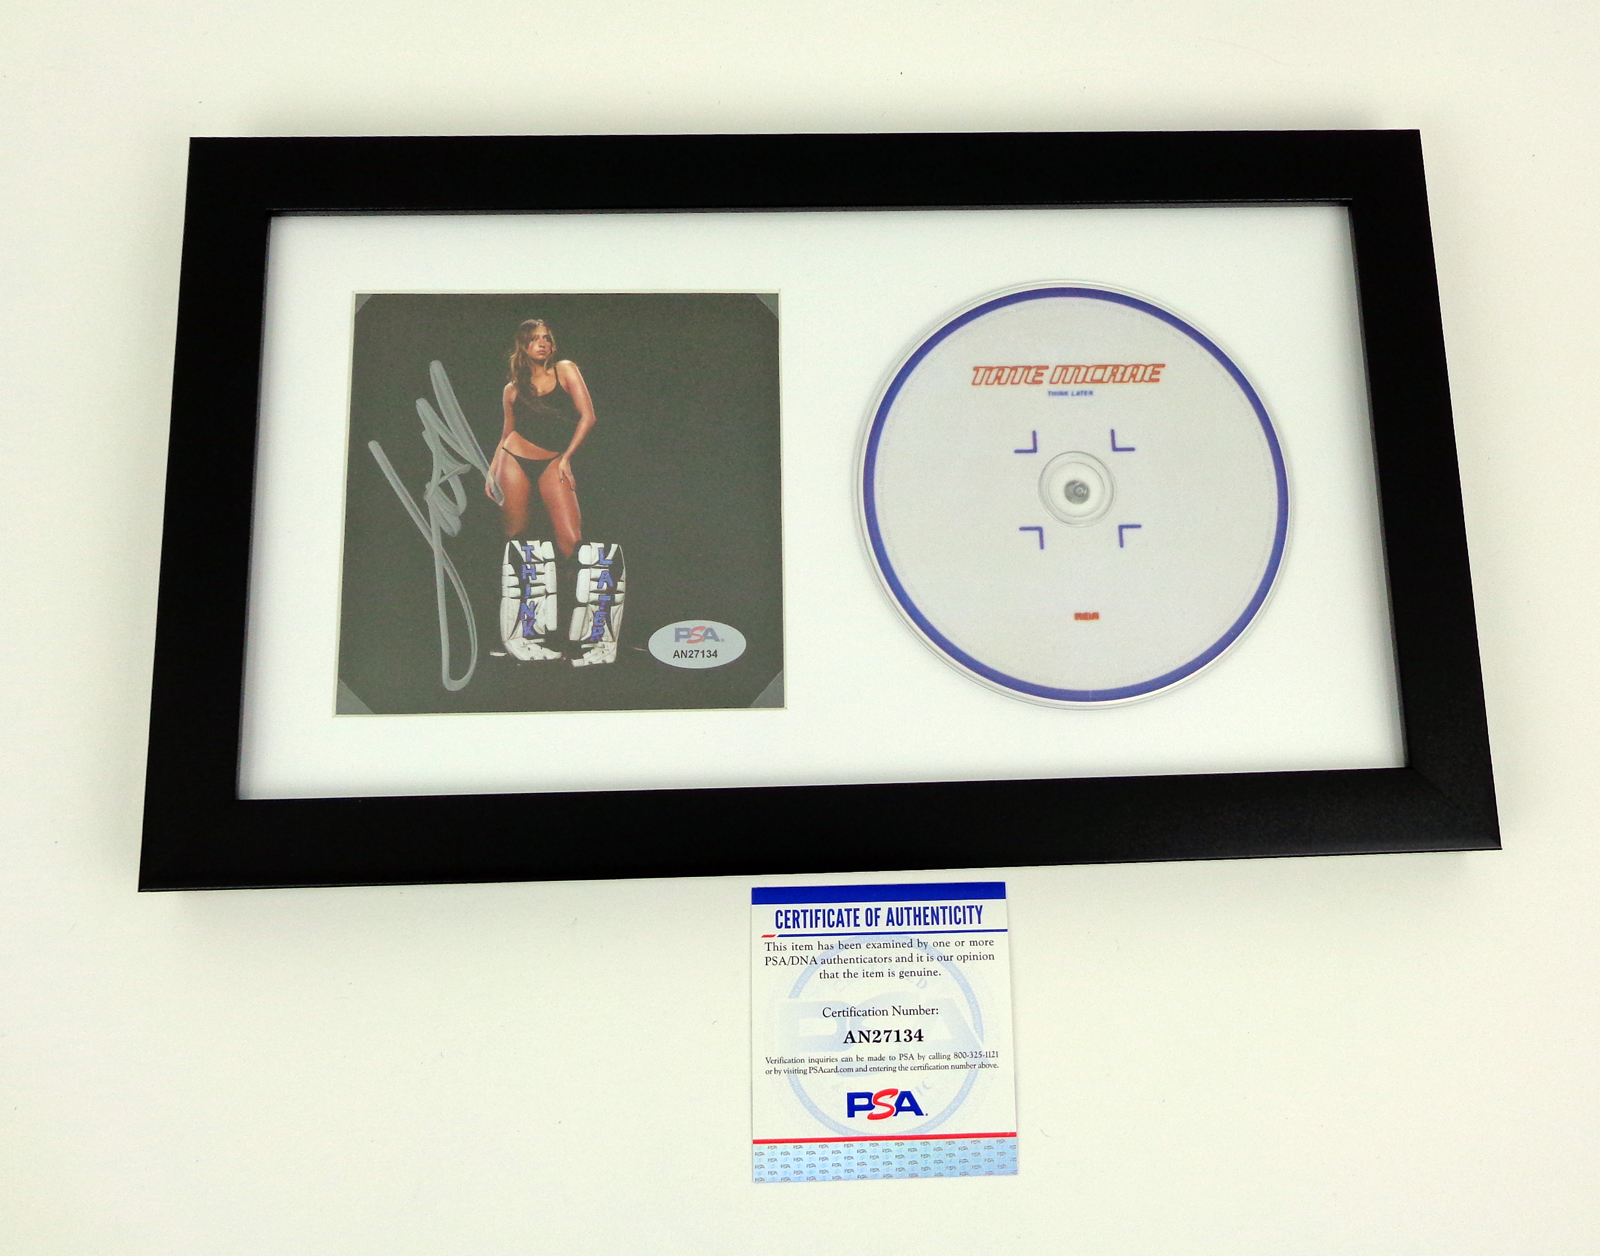 THINK
LATER
PSA
AN27134
TATE MCRAE
THINK LATER
RCA
CERTIFICATE OF AUTHENTICITY
This item has been examined by one or more
PSA/DNA authenticators and it is our opinion
that the item is genuine.
Certification Number:
AN27134
Verification inquiries can be made to PSA by calling 800-325-1121
or by visiting PSAcard.com and entering the certification number above.
PSA